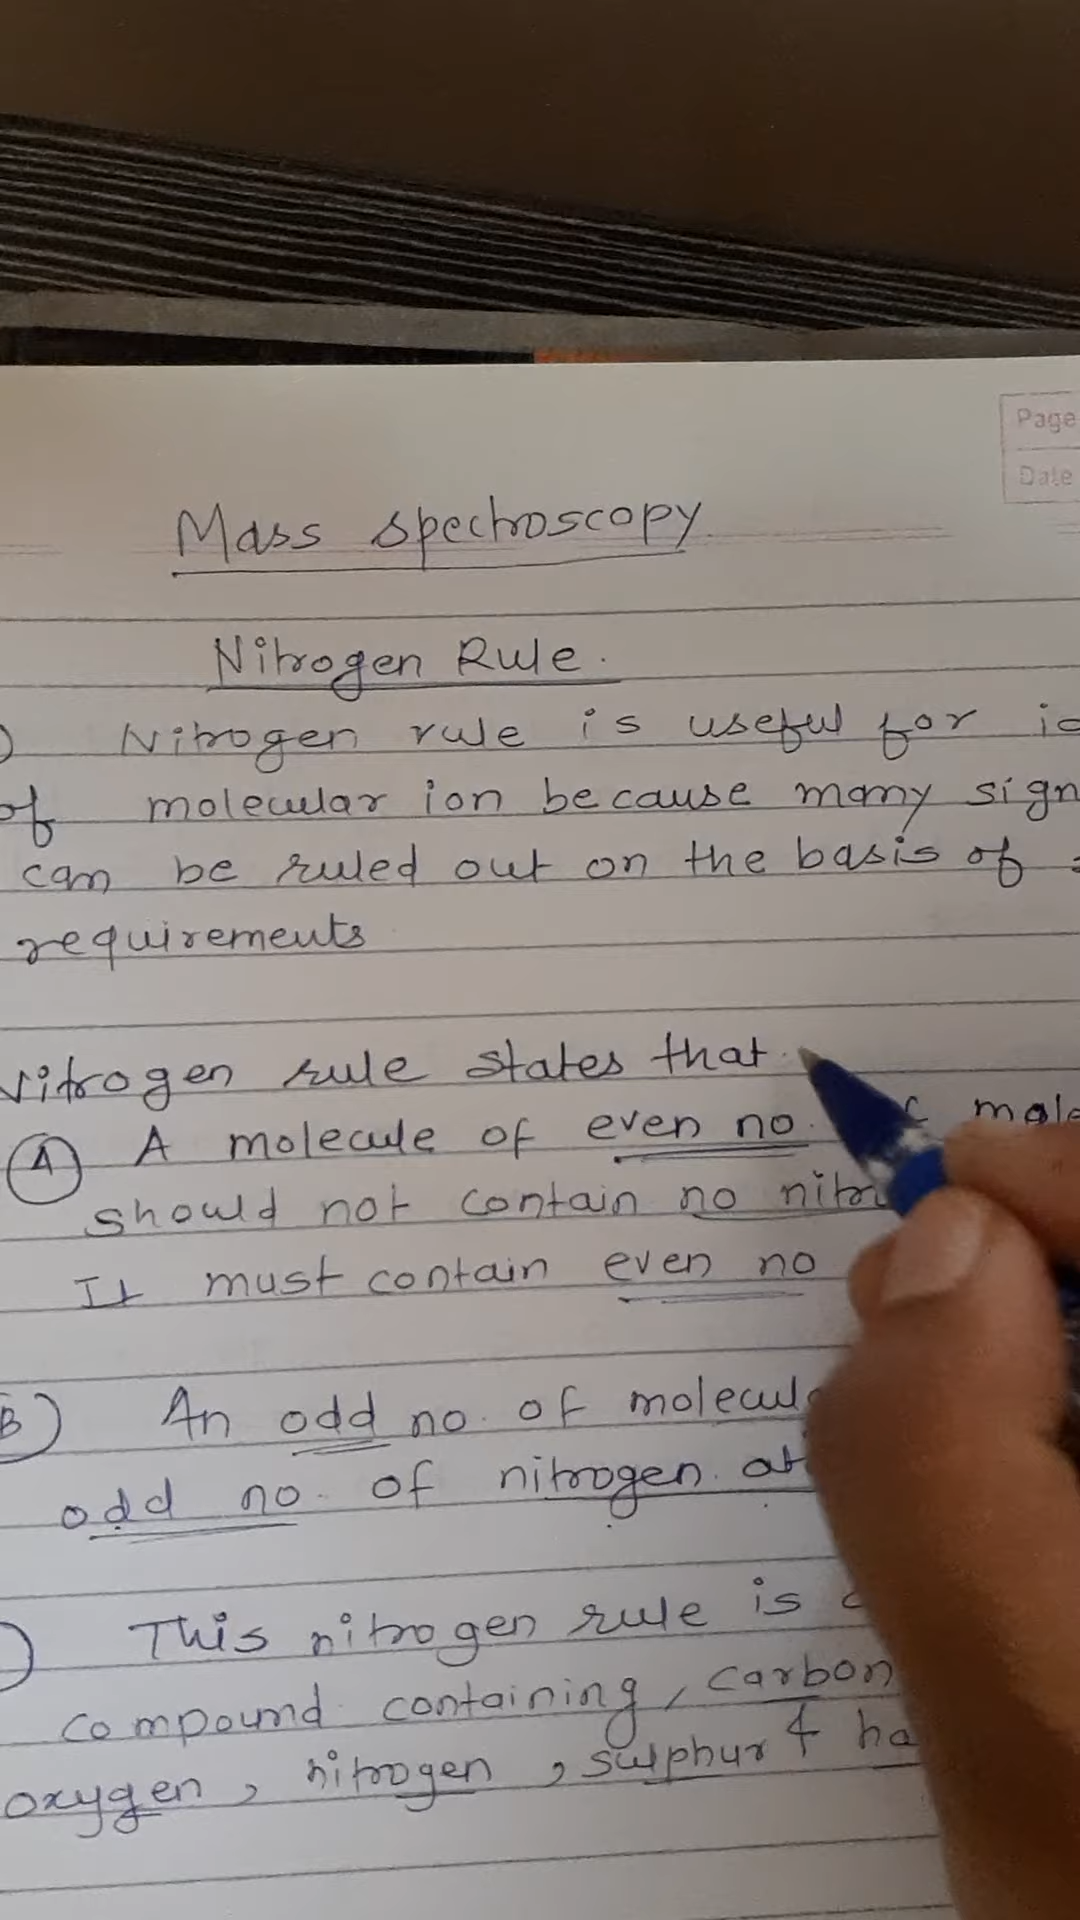 Page
Date
Mass spectroscopy
Nitrogen Rule.
Nitrogen rule is useful for
of molecular ion because many sign
can be ruled out on the basis of
requirements
Nitrogen rule states that
(A) A molecule of even no.
should not contain no nitr
It must contain even no
B) An odd no. of molecul
odd no. of nitrogen at
) This nitrogen rule is
compound containing, carbon
oxygen, nitrogen, sulphur & ha